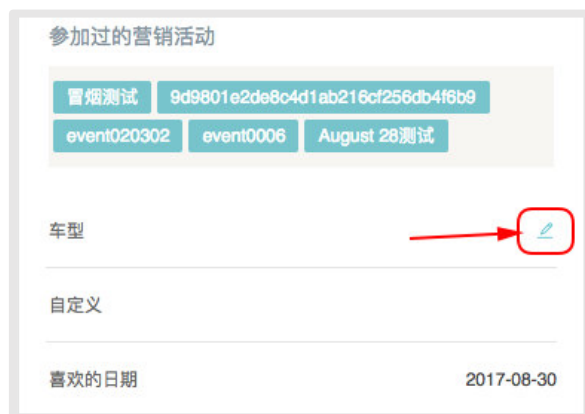 参加过的营销活动
冒烟测试 9d9801e2de8c4d1ab216cf256db4f6b9
event020302 event0006 August 28测试
车型
自定义
喜欢的日期 2017-08-30